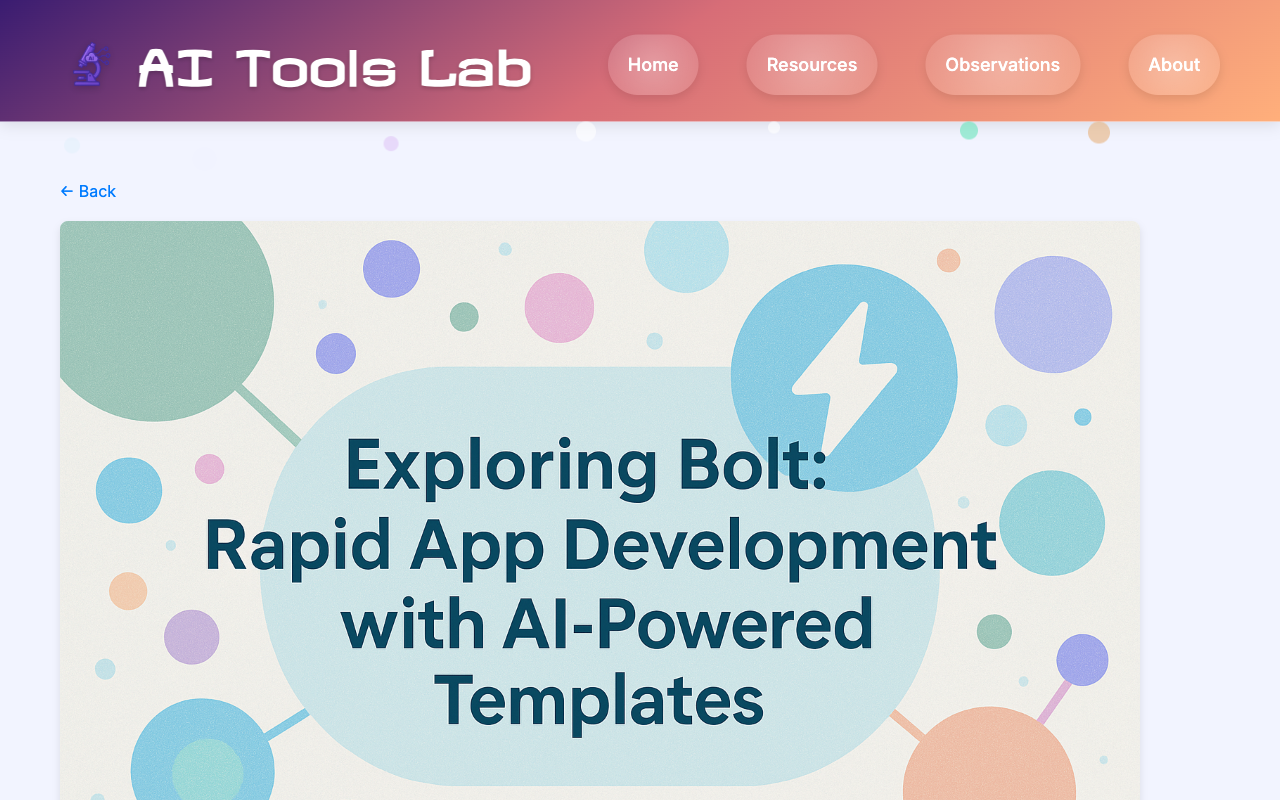 AI Tools Lab
Home
Resources
Observations
About
← Back
Exploring Bolt:
Rapid App Development
with AI-Powered
Templates